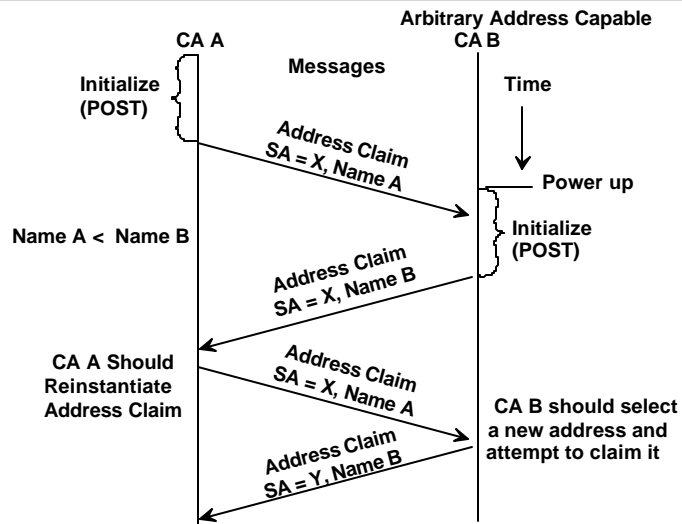 Arbitrary Address Capable
CA A
CA B
Messages
Initialize
(POST)
Time
Address Claim
SA = X, Name A
Power up
Name A < Name B
Initialize
(POST)
Address Claim
SA = X, Name B
CA A Should
Reinstantiate
Address Claim
Address Claim
SA = X, Name A
CA B should select
a new address and
attempt to claim it
Address Claim
SA = Y, Name B